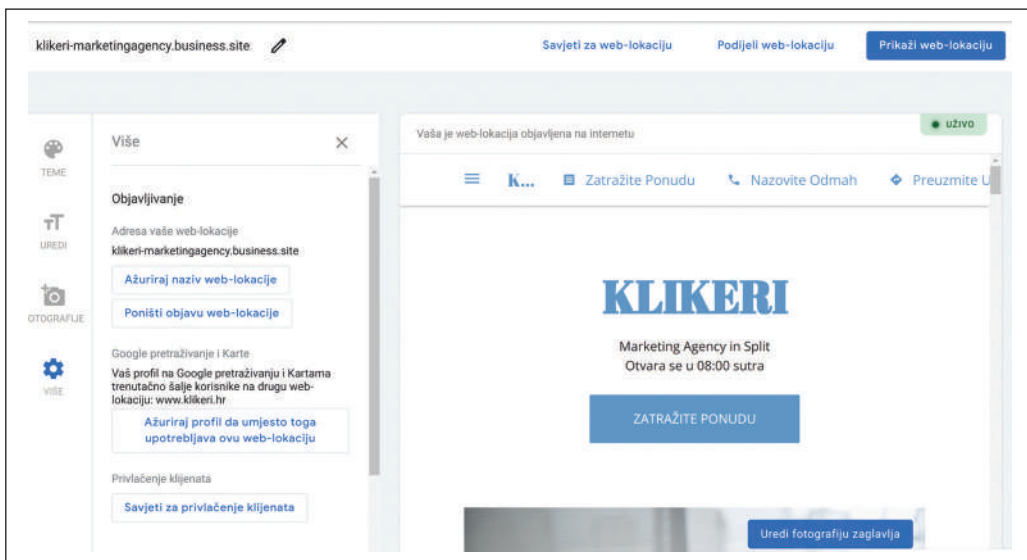 klikeri-marketingagency.business.site
Savjeti za web-lokaciju
Podijeli web-lokaciju
Prikaži web-lokaciju
TEME
UREDI
OTOGRAFIJE
VIŠE
Više
Objavljivanje
Adresa vaše web-lokacije
klikeri-marketingagency.business.site
Ažuriraj naziv web-lokacije
Poništi objavu web-lokacije
Google pretraživanje i Karte
Vaš profil na Google pretraživanju i Kartama
trenutačno šalje korisnike na drugu web-
lokaciju: www.klikeri.hr
Ažuriraj profil da umjesto toga
upotrebljava ovu web-lokaciju
Privlačenje klijenata
Savjeti za privlačenje klijenata
Vaša je web-lokacija objavljena na internetu
UŽIVO
K...
Zatražite Ponudu
Nazovite Odmah
Preuzmite U
KLIKERI
Marketing Agency in Split
Otvara se u 08:00 sutra
ZATRAŽITE PONUDU
Uredi fotografiju zaglavlja